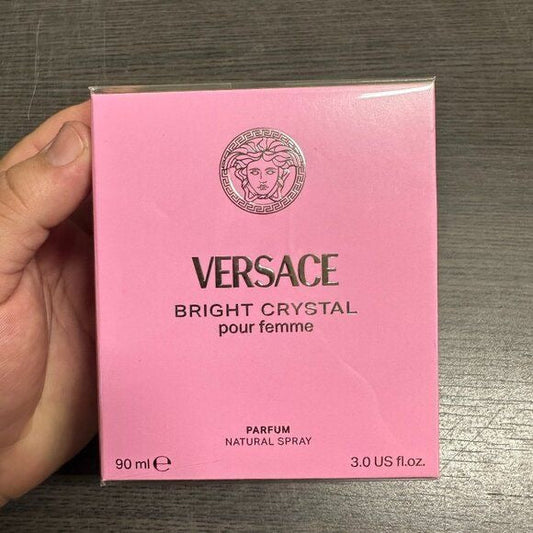 VERSACE
BRIGHT CRYSTAL
pour femme
PARFUM
NATURAL SPRAY
90 ml ℮ 3.0 US fl.oz.